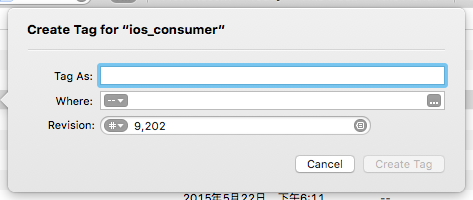 Create Tag for “ios_consumer”
Tag As:
Where: --
...
Revision: # 9,202
Cancel
Create Tag
2015年5月22日 下午6:11 --